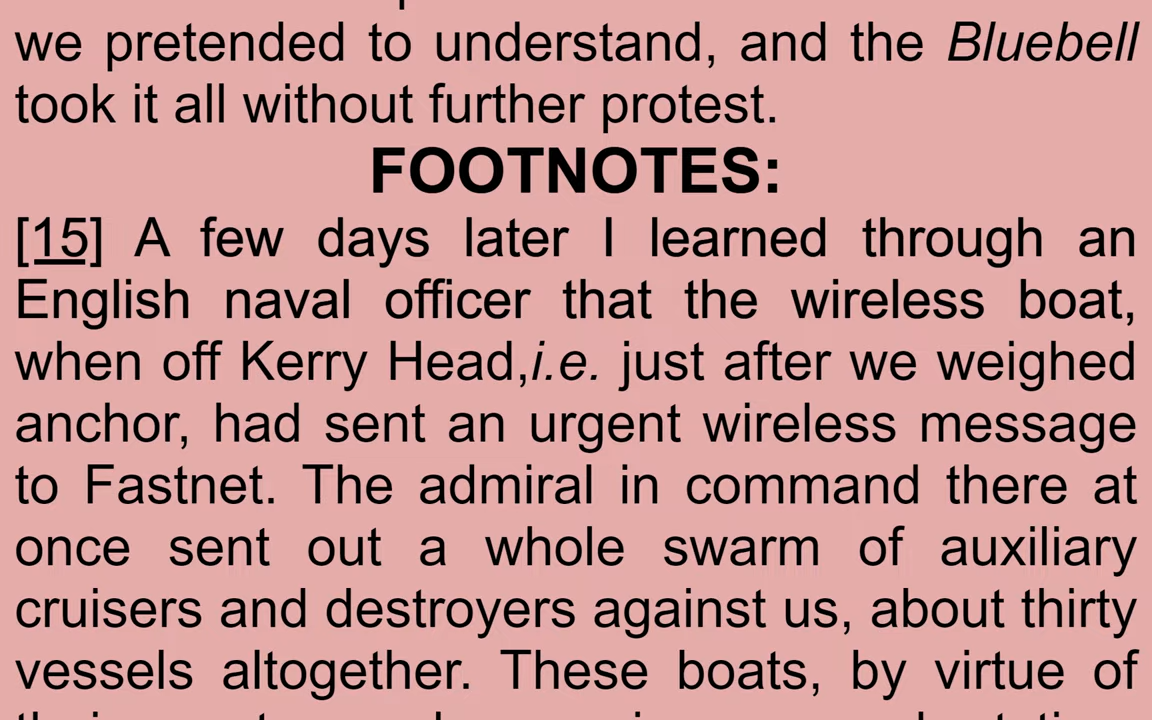 we pretended to understand, and the Bluebell
took it all without further protest.
FOOTNOTES:
[15] A few days later I learned through an
English naval officer that the wireless boat,
when off Kerry Head,i.e. just after we weighed
anchor, had sent an urgent wireless message
to Fastnet. The admiral in command there at
once sent out a whole swarm of auxiliary
cruisers and destroyers against us, about thirty
vessels altogether. These boats, by virtue of